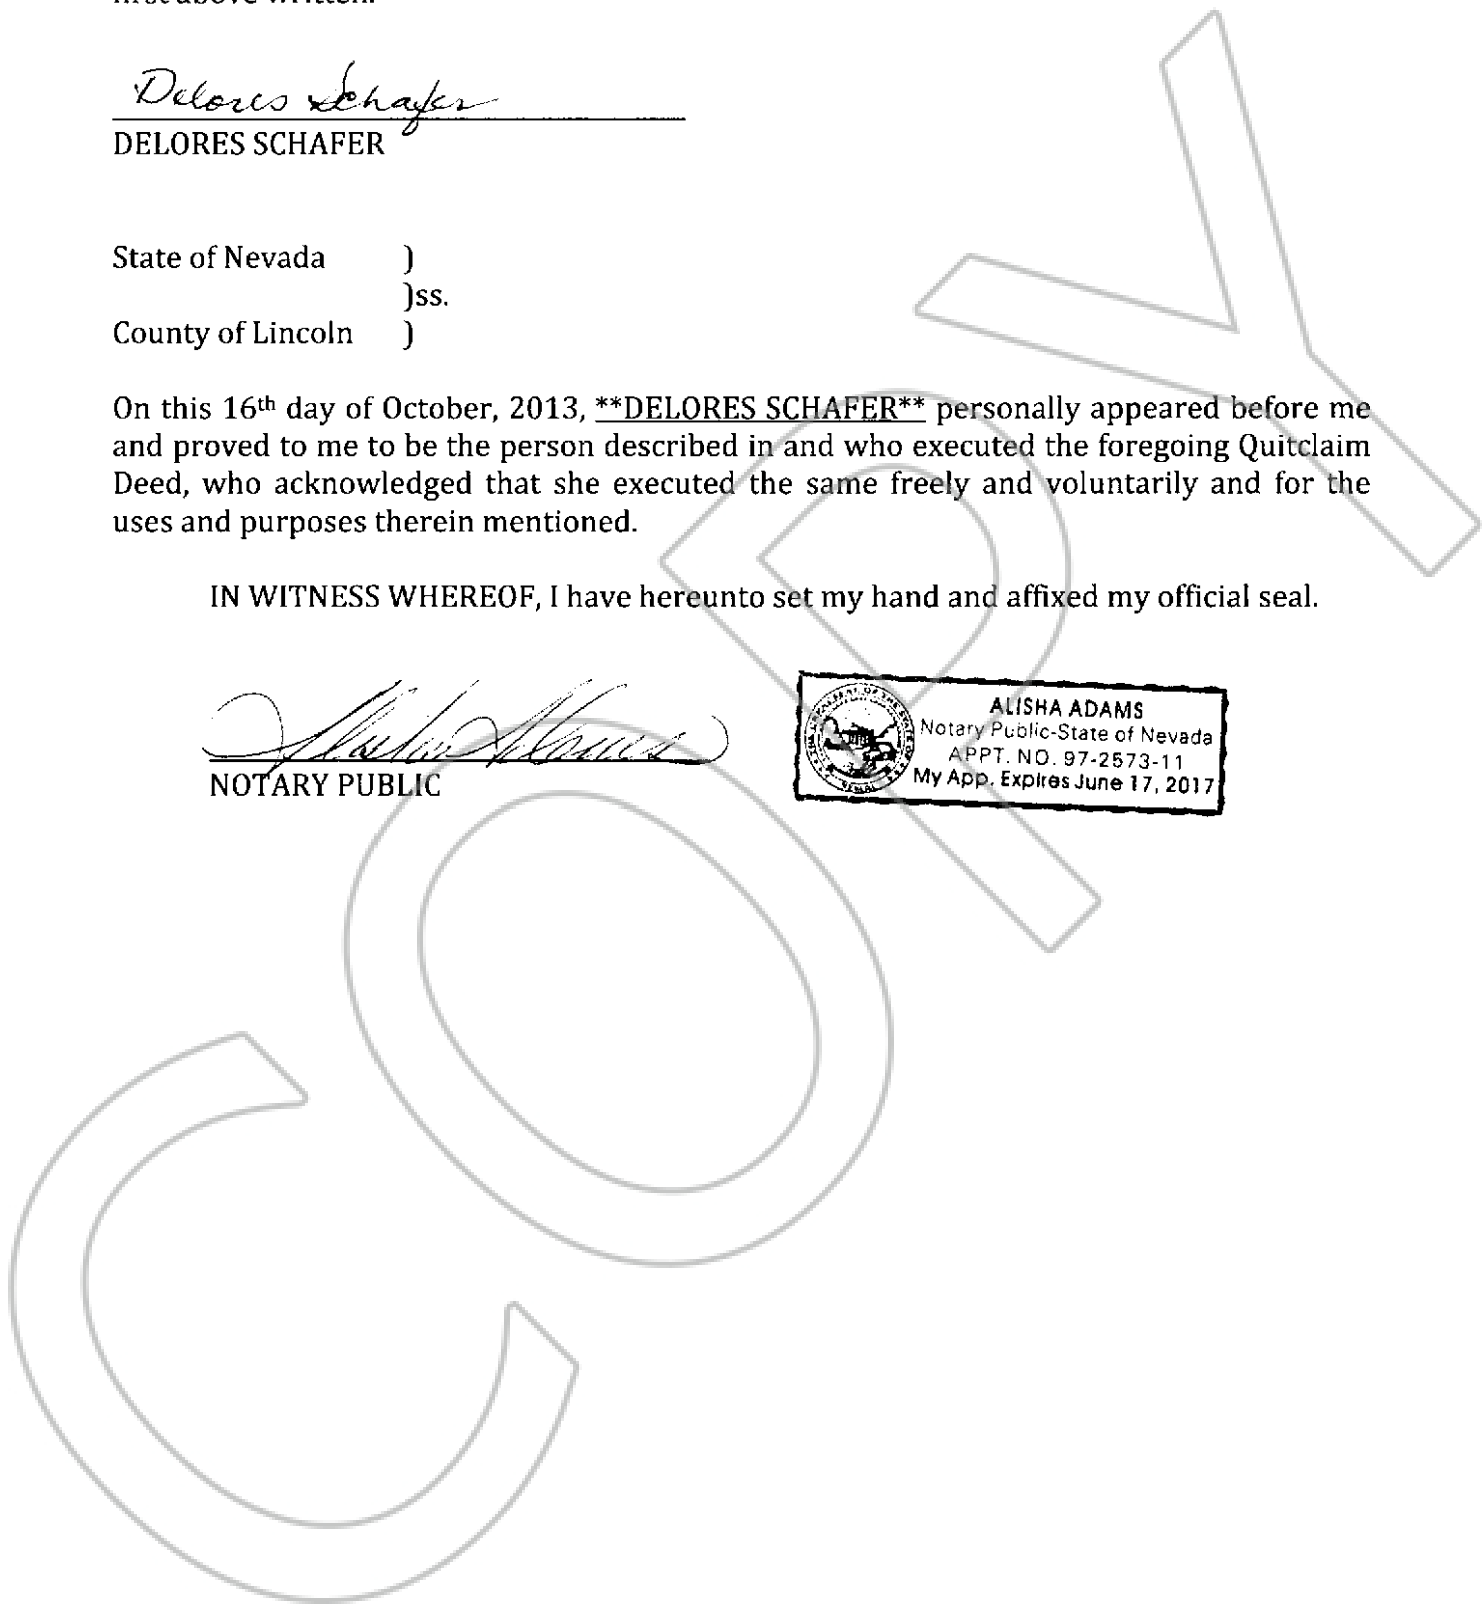 first above written.
Delores Schafer
DELORES SCHAFER
State of Nevada )
)ss.
County of Lincoln )
On this 16th day of October, 2013, **DELORES SCHAFER** personally appeared before me
and proved to me to be the person described in and who executed the foregoing Quitclaim
Deed, who acknowledged that she executed the same freely and voluntarily and for the
uses and purposes therein mentioned.
IN WITNESS WHEREOF, I have hereunto set my hand and affixed my official seal.
NOTARY PUBLIC
ALISHA ADAMS
Notary Public-State of Nevada
APPT. NO. 97-2573-11
My App. Expires June 17, 2017
COPY